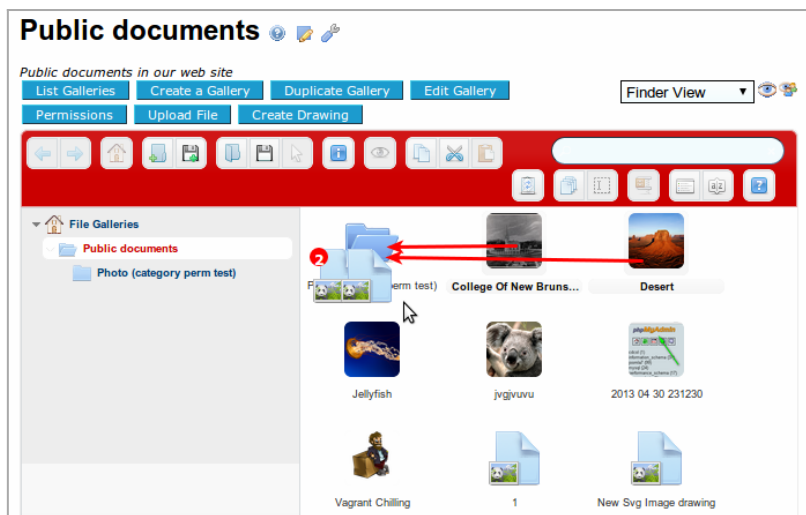 Public documents
Public documents in our web site
List Galleries Create a Gallery Duplicate Gallery Edit Gallery
Finder View
Permissions Upload File Create Drawing
File Galleries
Public documents
Photo (category perm test)
2
P erm test) College Of New Bruns... Desert
phpMyAdmin
Jellyfish jvgjvuvu 2013 04 30 231230
Vagrant Chilling 1 New Svg Image drawing